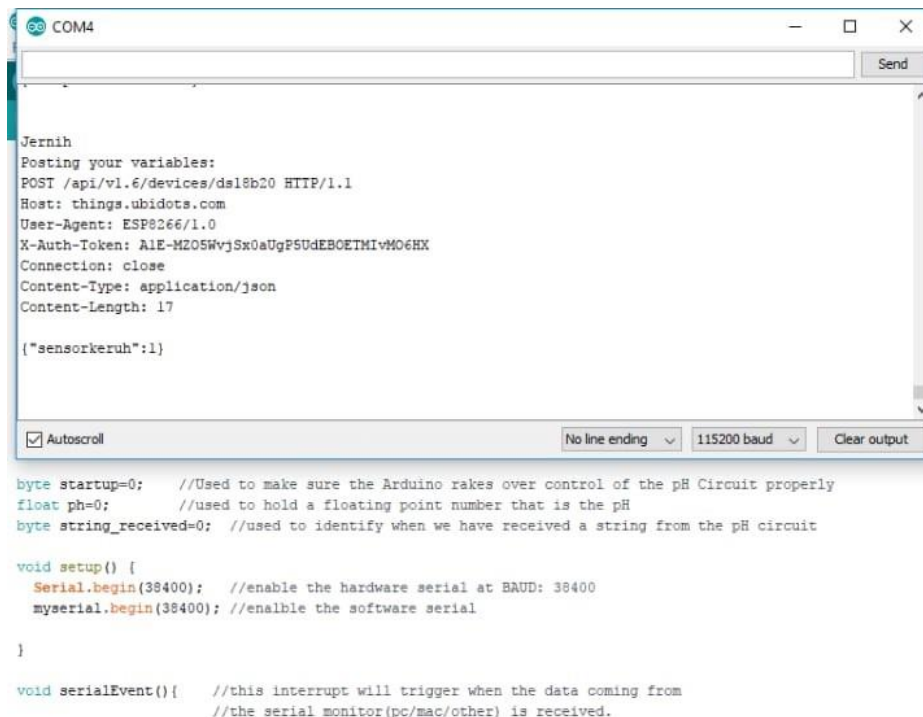 COM4
Send
Jernih
Posting your variables:
POST /api/v1.6/devices/ds18b20 HTTP/1.1
Host: things.ubidots.com
User-Agent: ESP8266/1.0
X-Auth-Token: A1E-MZO5WvjSx0aUgP5UdEBOETMIvMO6HX
Connection: close
Content-Type: application/json
Content-Length: 17
{"sensorkeruh":1}
Autoscroll
No line ending
115200 baud
Clear output
byte startup=0; //Used to make sure the Arduino rakes over control of the pH Circuit properly
float ph=0; //used to hold a floating point number that is the pH
byte string_received=0; //used to identify when we have received a string from the pH circuit
void setup() {
Serial.begin(38400); //enable the hardware serial at BAUD: 38400
myserial.begin(38400); //enalble the software serial
}
void serialEvent(){ //this interrupt will trigger when the data coming from
//the serial monitor(pc/mac/other) is received.